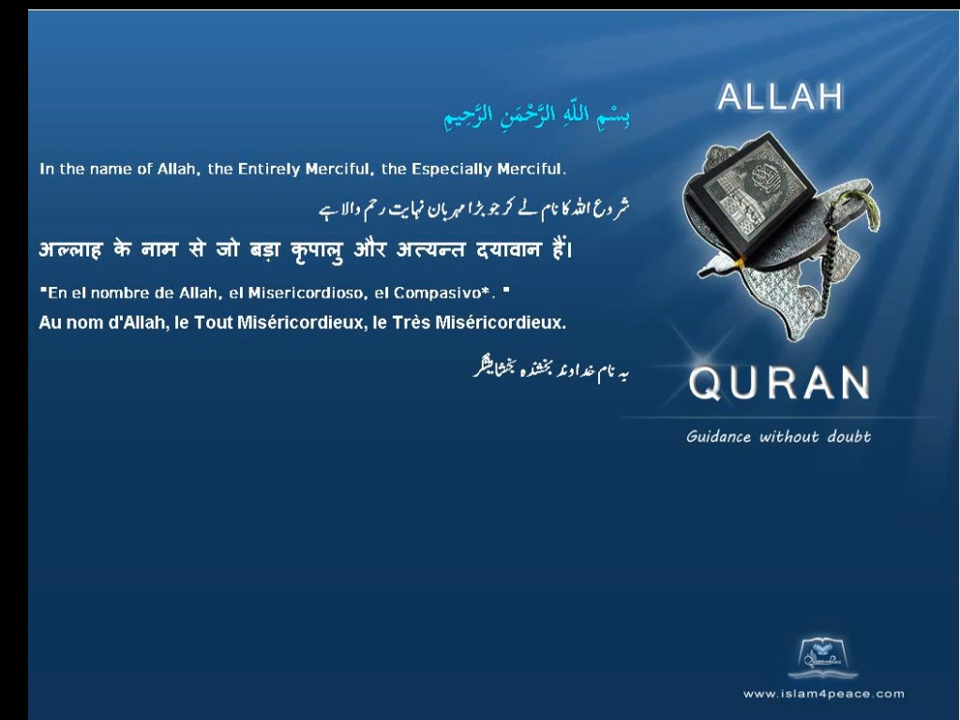 بِسْمِ اللّهِ الرَّحْمَنِ الرَّحِيمِ
In the name of Allah, the Entirely Merciful, the Especially Merciful.
شروع اللہ کا نام لے کر جو بڑا مہربان نہایت رحم والا ہے
अल्लाह के नाम से जो बड़ा कृपालु और अत्यन्त दयावान हैं।
"En el nombre de Allah, el Misericordioso, el Compasivo*. "
Au nom d'Allah, le Tout Miséricordieux, le Très Miséricordieux.
به نام خداوند بخشنده بخشایشگر
ALLAH
QURAN
Guidance without doubt
www.islam4peace.com